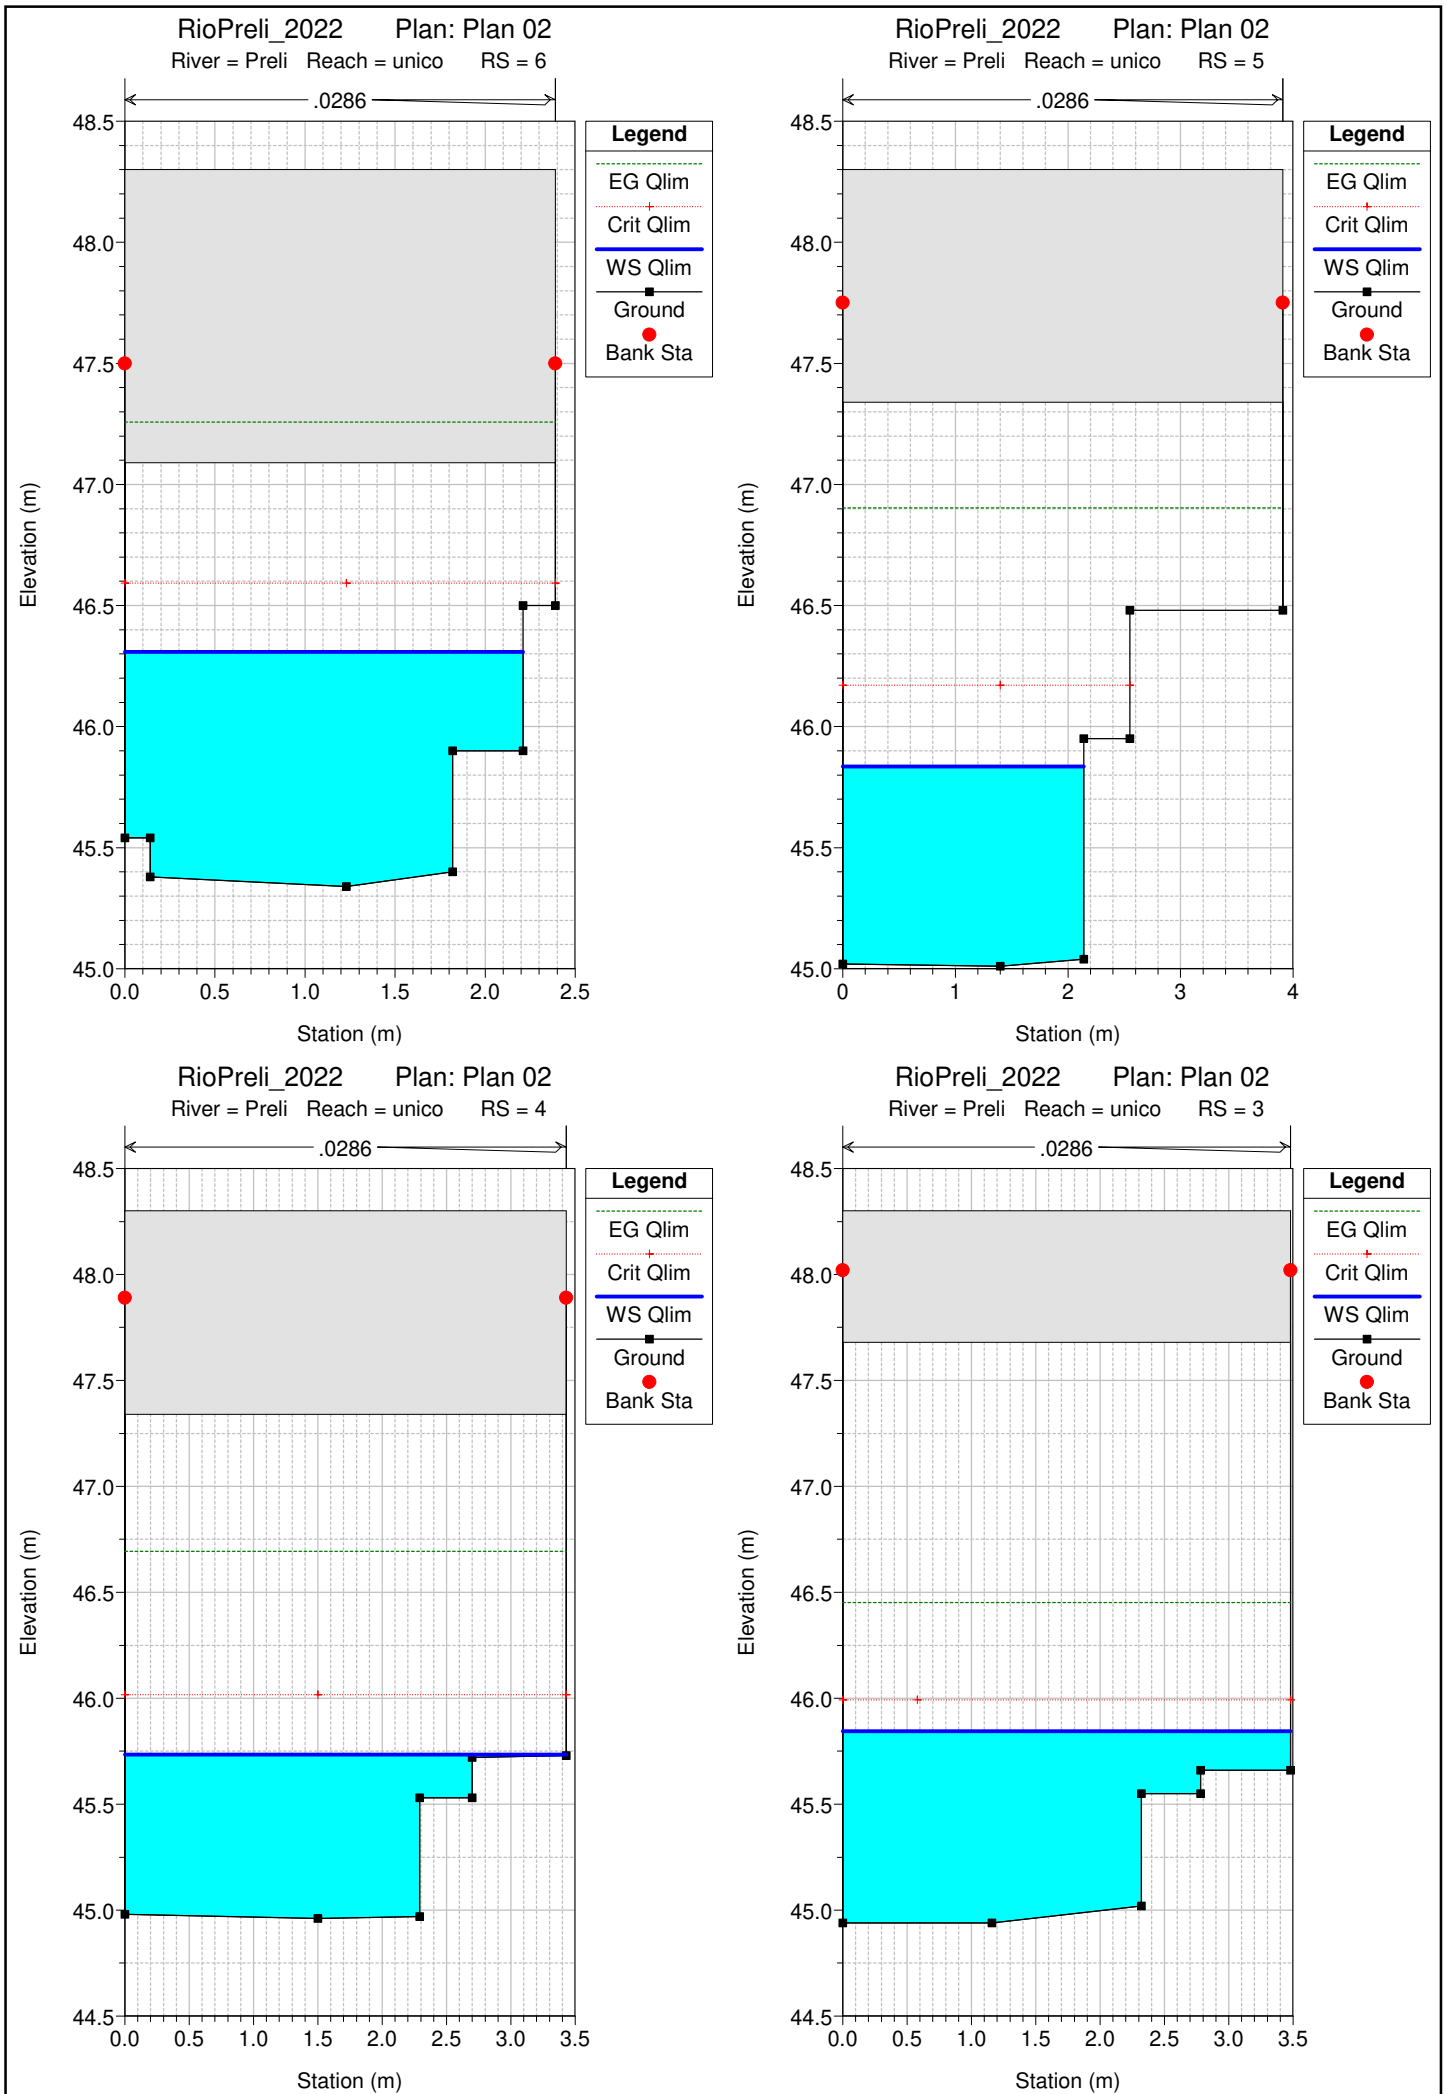 RioPreli_2022 Plan: Plan 02
River = Preli Reach = unico RS = 6
.0286
48.5
48.0
47.5
47.0
46.5
46.0
45.5
45.0
0.0 0.5 1.0 1.5 2.0 2.5
Station (m)
Elevation (m)
Legend
EG Qlim
Crit Qlim
WS Qlim
Ground
Bank Sta
RioPreli_2022 Plan: Plan 02
River = Preli Reach = unico RS = 5
.0286
48.5
48.0
47.5
47.0
46.5
46.0
45.5
45.0
0 1 2 3 4
Station (m)
Elevation (m)
Legend
EG Qlim
Crit Qlim
WS Qlim
Ground
Bank Sta
RioPreli_2022 Plan: Plan 02
River = Preli Reach = unico RS = 4
.0286
48.5
48.0
47.5
47.0
46.5
46.0
45.5
45.0
44.5
0.0 0.5 1.0 1.5 2.0 2.5 3.0 3.5
Station (m)
Elevation (m)
Legend
EG Qlim
Crit Qlim
WS Qlim
Ground
Bank Sta
RioPreli_2022 Plan: Plan 02
River = Preli Reach = unico RS = 3
.0286
48.5
48.0
47.5
47.0
46.5
46.0
45.5
45.0
44.5
0.0 0.5 1.0 1.5 2.0 2.5 3.0 3.5
Station (m)
Elevation (m)
Legend
EG Qlim
Crit Qlim
WS Qlim
Ground
Bank Sta